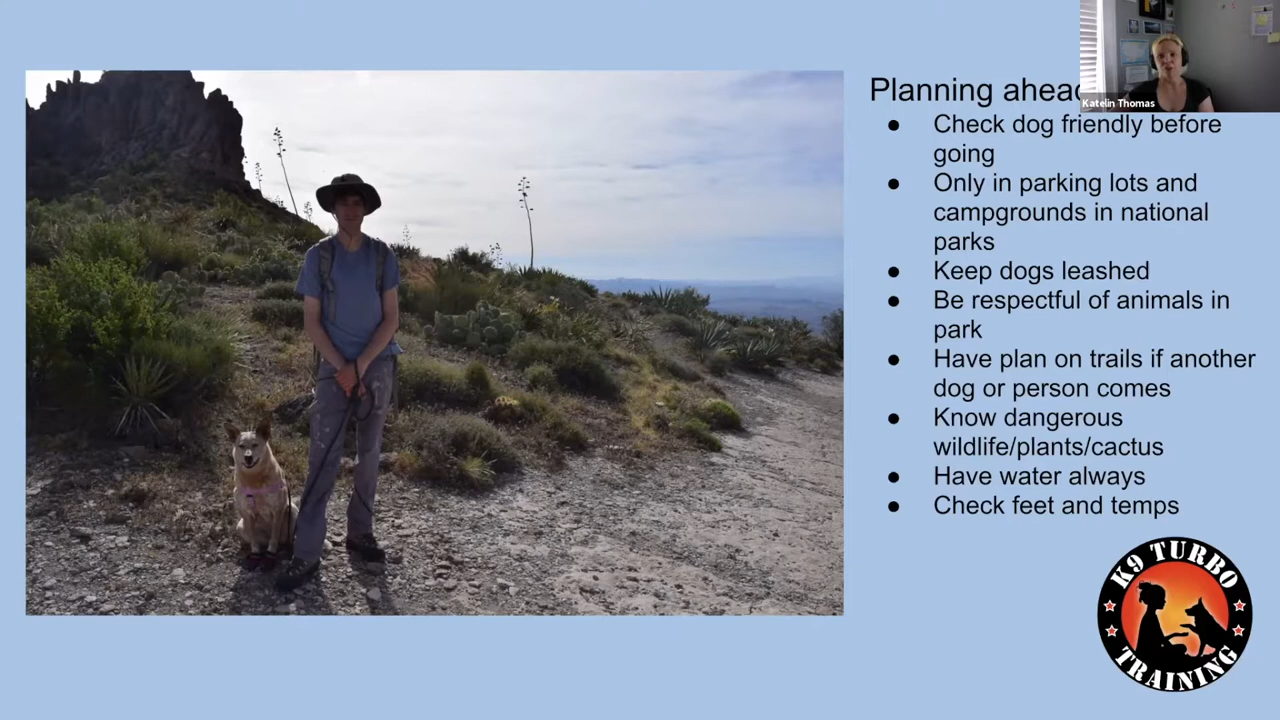 Planning ahead
● Check dog friendly before
going
● Only in parking lots and
campgrounds in national
parks
● Keep dogs leashed
● Be respectful of animals in
park
● Have plan on trails if another
dog or person comes
● Know dangerous
wildlife/plants/cactus
● Have water always
● Check feet and temps
Katelin Thomas
K9 TURBO
TRAINING